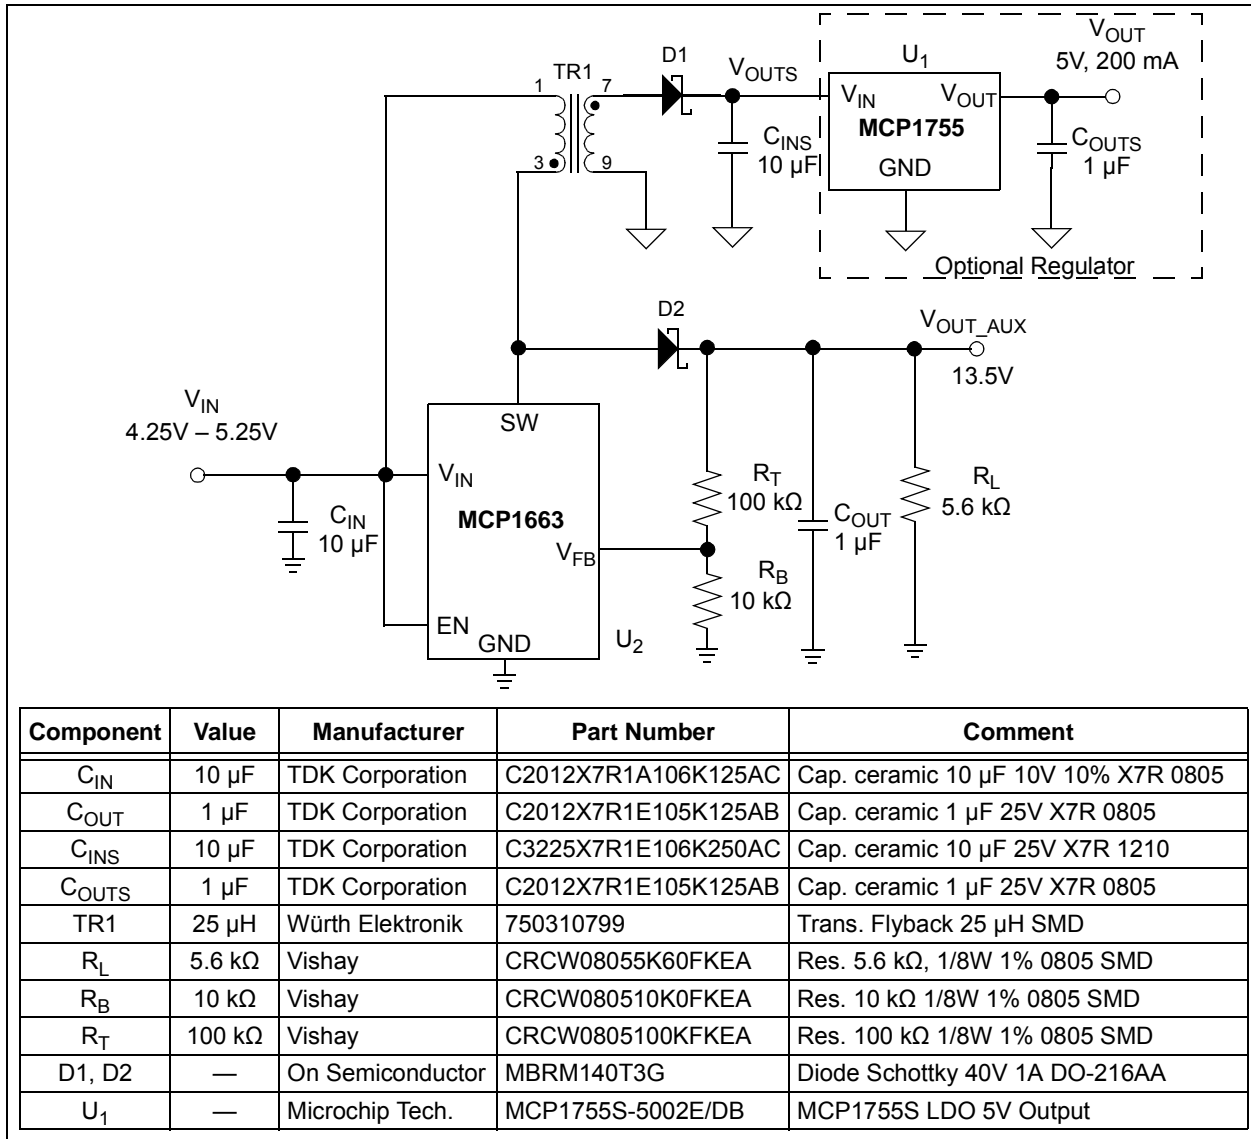 V_OUT
5V, 200 mA
U_1
D1
V_OUTS
TR1
1
7
V_IN
V_OUT
MCP1755
C_INS
10 µF
C_OUTS
1 µF
GND
3
9
Optional Regulator
D2
V_OUT_AUX
13.5V
V_IN
4.25V – 5.25V
SW
V_IN
R_T
100 kΩ
R_L
5.6 kΩ
C_IN
10 µF
MCP1663
C_OUT
1 µF
V_FB
R_B
10 kΩ
EN
GND
U_2
Component Value Manufacturer Part Number Comment
C_IN 10 µF TDK Corporation C2012X7R1A106K125AC Cap. ceramic 10 µF 10V 10% X7R 0805
C_OUT 1 µF TDK Corporation C2012X7R1E105K125AB Cap. ceramic 1 µF 25V X7R 0805
C_INS 10 µF TDK Corporation C3225X7R1E106K250AC Cap. ceramic 10 µF 25V X7R 1210
C_OUTS 1 µF TDK Corporation C2012X7R1E105K125AB Cap. ceramic 1 µF 25V X7R 0805
TR1 25 µH Würth Elektronik 750310799 Trans. Flyback 25 µH SMD
R_L 5.6 kΩ Vishay CRCW08055K60FKEA Res. 5.6 kΩ, 1/8W 1% 0805 SMD
R_B 10 kΩ Vishay CRCW080510K0FKEA Res. 10 kΩ 1/8W 1% 0805 SMD
R_T 100 kΩ Vishay CRCW0805100KFKEA Res. 100 kΩ 1/8W 1% 0805 SMD
D1, D2 — On Semiconductor MBRM140T3G Diode Schottky 40V 1A DO-216AA
U_1 — Microchip Tech. MCP1755S-5002E/DB MCP1755S LDO 5V Output